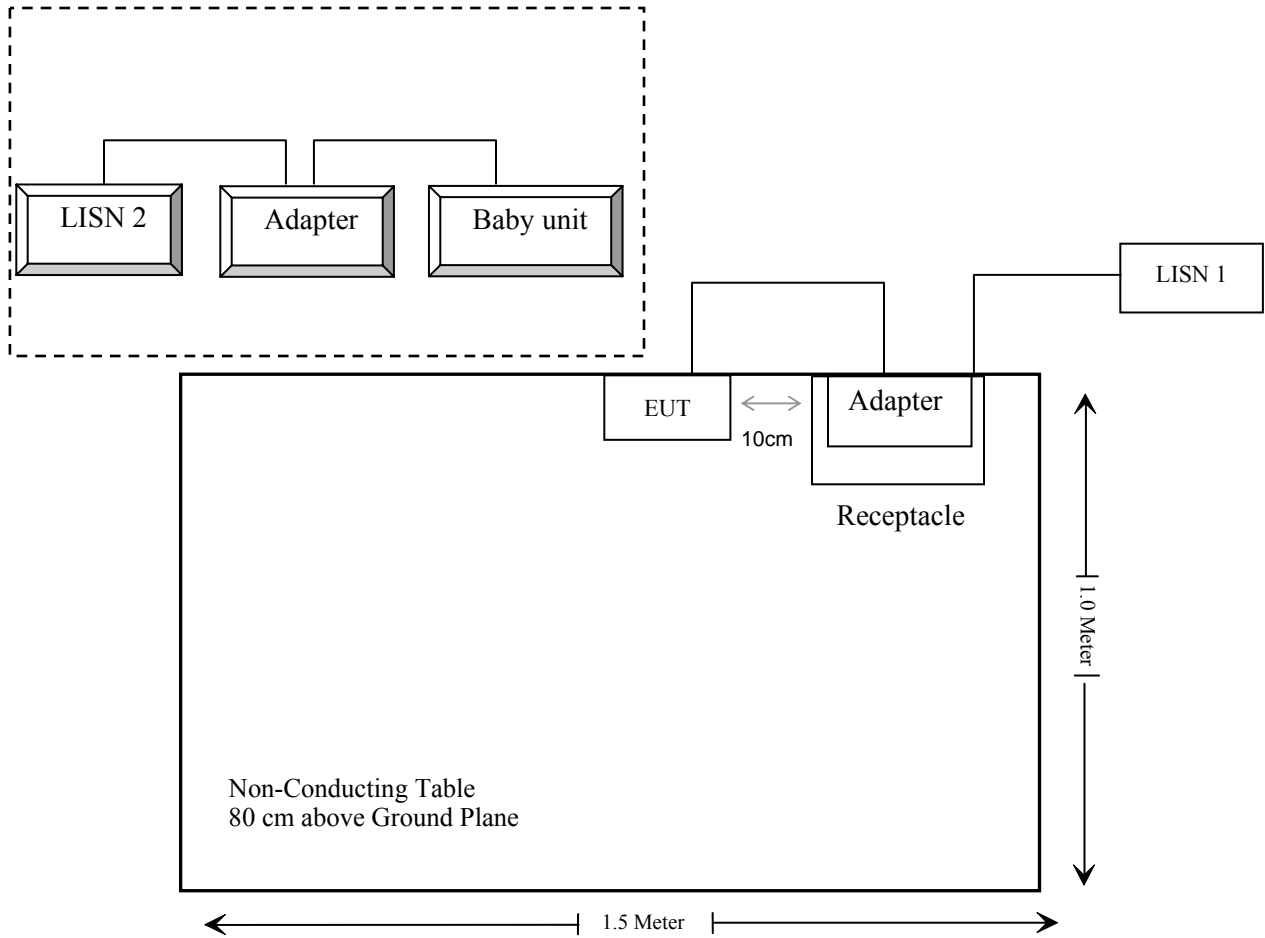 LISN 2
Adapter
Baby unit
LISN 1
EUT
10cm
Adapter
Receptacle
1.0 Meter
Non-Conducting Table
80 cm above Ground Plane
1.5 Meter